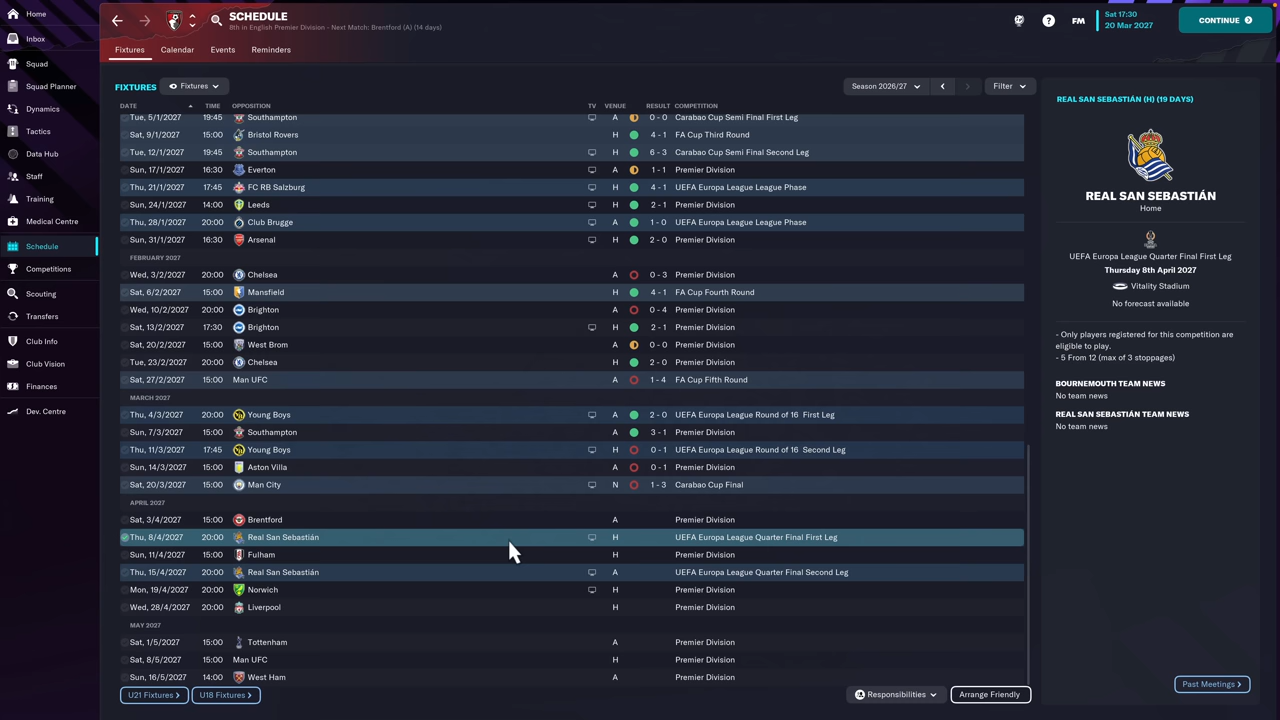 Home
Inbox
Squad
Squad Planner
Dynamics
Tactics
Data Hub
Staff
Training
Medical Centre
Schedule
Competitions
Scouting
Transfers
Club Info
Club Vision
Finances
Dev. Centre
SCHEDULE
8th in English Premier Division - Next Match: Brentford (A) (14 days)
FM
Sat 17:30
20 Mar 2027
CONTINUE
Fixtures Calendar Events Reminders
FIXTURES Fixtures Season 2026/27 Filter
DATE TIME OPPOSITION TV VENUE RESULT COMPETITION
Tue, 5/1/2027 19:45 Southampton A 0 - 0 Carabao Cup Semi Final First Leg
Sat, 9/1/2027 15:00 Bristol Rovers H 4 - 1 FA Cup Third Round
Tue, 12/1/2027 19:45 Southampton H 6 - 3 Carabao Cup Semi Final Second Leg
Sun, 17/1/2027 16:30 Everton A 1 - 1 Premier Division
Thu, 21/1/2027 17:45 FC RB Salzburg H 4 - 1 UEFA Europa League League Phase
Sun, 24/1/2027 14:00 Leeds H 2 - 1 Premier Division
Thu, 28/1/2027 20:00 Club Brugge A 1 - 0 UEFA Europa League League Phase
Sun, 31/1/2027 16:30 Arsenal H 2 - 0 Premier Division
FEBRUARY 2027
Wed, 3/2/2027 20:00 Chelsea A 0 - 3 Premier Division
Sat, 6/2/2027 15:00 Mansfield H 4 - 1 FA Cup Fourth Round
Wed, 10/2/2027 20:00 Brighton A 0 - 4 Premier Division
Sat, 13/2/2027 17:30 Brighton H 2 - 1 Premier Division
Sat, 20/2/2027 15:00 West Brom A 0 - 0 Premier Division
Tue, 23/2/2027 20:00 Chelsea H 2 - 0 Premier Division
Sat, 27/2/2027 15:00 Man UFC A 1 - 4 FA Cup Fifth Round
MARCH 2027
Thu, 4/3/2027 20:00 Young Boys A 2 - 0 UEFA Europa League Round of 16 First Leg
Sun, 7/3/2027 15:00 Southampton A 3 - 1 Premier Division
Thu, 11/3/2027 17:45 Young Boys H 0 - 1 UEFA Europa League Round of 16 Second Leg
Sun, 14/3/2027 15:00 Aston Villa A 0 - 1 Premier Division
Sat, 20/3/2027 15:00 Man City N 1 - 3 Carabao Cup Final
APRIL 2027
Sat, 3/4/2027 15:00 Brentford A Premier Division
Thu, 8/4/2027 20:00 Real San Sebastián H UEFA Europa League Quarter Final First Leg
Sun, 11/4/2027 15:00 Fulham H Premier Division
Thu, 15/4/2027 20:00 Real San Sebastián A UEFA Europa League Quarter Final Second Leg
Mon, 19/4/2027 20:00 Norwich A Premier Division
Wed, 28/4/2027 20:00 Liverpool H Premier Division
MAY 2027
Sat, 1/5/2027 15:00 Tottenham A Premier Division
Sat, 8/5/2027 15:00 Man UFC H Premier Division
Sun, 16/5/2027 14:00 West Ham A Premier Division
U21 Fixtures U18 Fixtures Responsibilities Arrange Friendly
REAL SAN SEBASTIÁN (H) (19 DAYS)
REAL SAN SEBASTIÁN
Home
UEFA Europa League Quarter Final First Leg
Thursday 8th April 2027
Vitality Stadium
No forecast available
- Only players registered for this competition are
eligible to play.
- 5 From 12 (max of 3 stoppages)
BOURNEMOUTH TEAM NEWS
No team news
REAL SAN SEBASTIÁN TEAM NEWS
No team news
Past Meetings